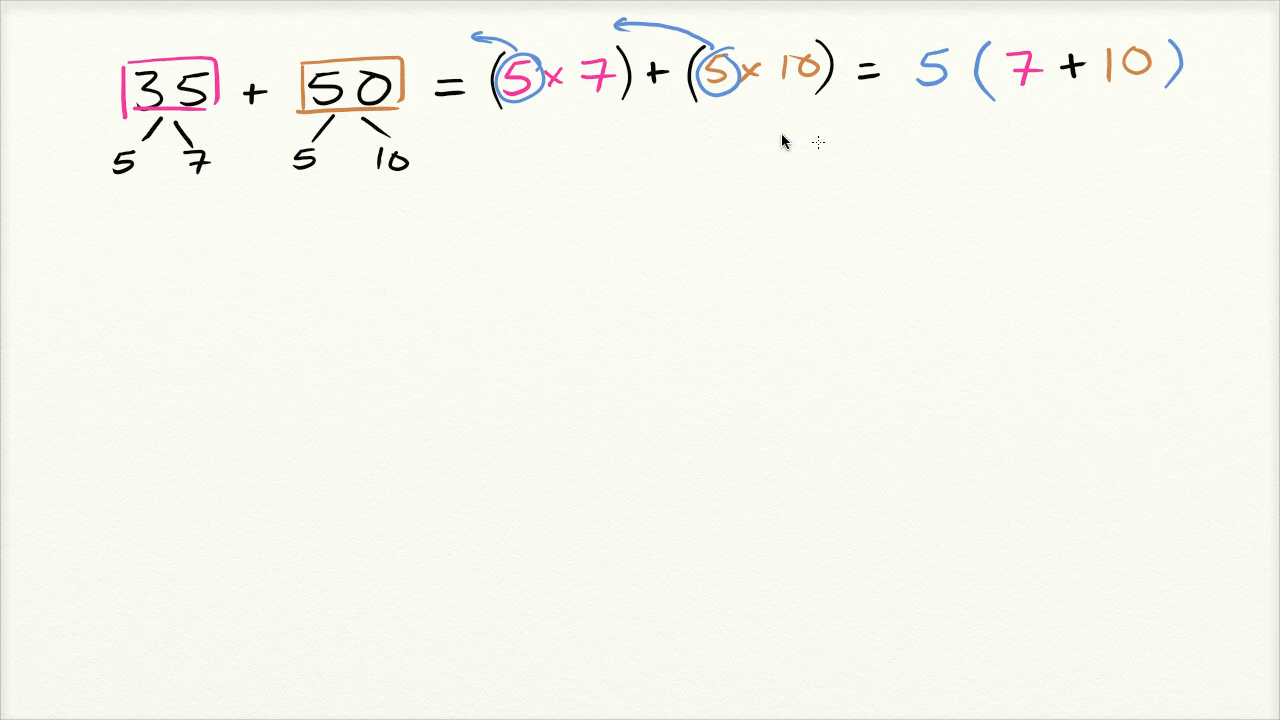 35 + 50 = (5 × 7) + (5 × 10) = 5 (7 + 10)
5 7 5 10